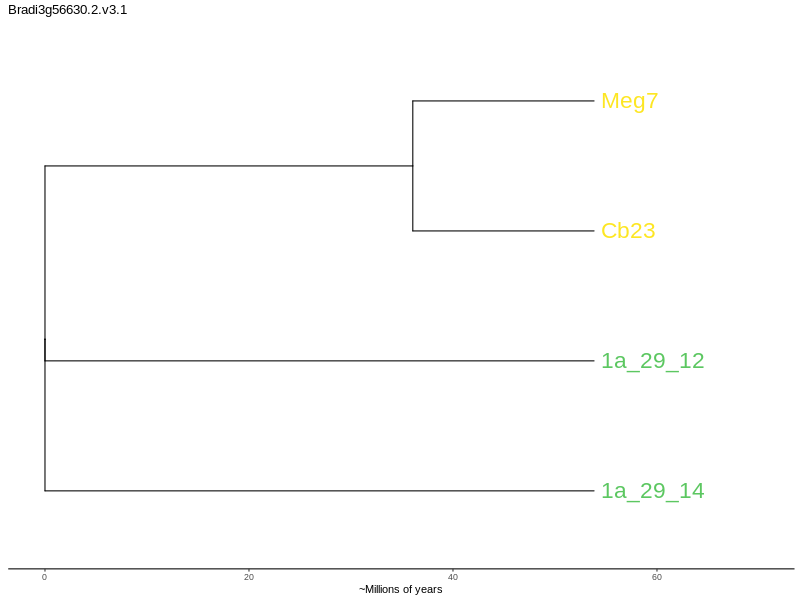 Bradi3g56630.2.v3.1
Meg7
Cb23
1a_29_12
1a_29_14
0 20 40 60
~Millions of years